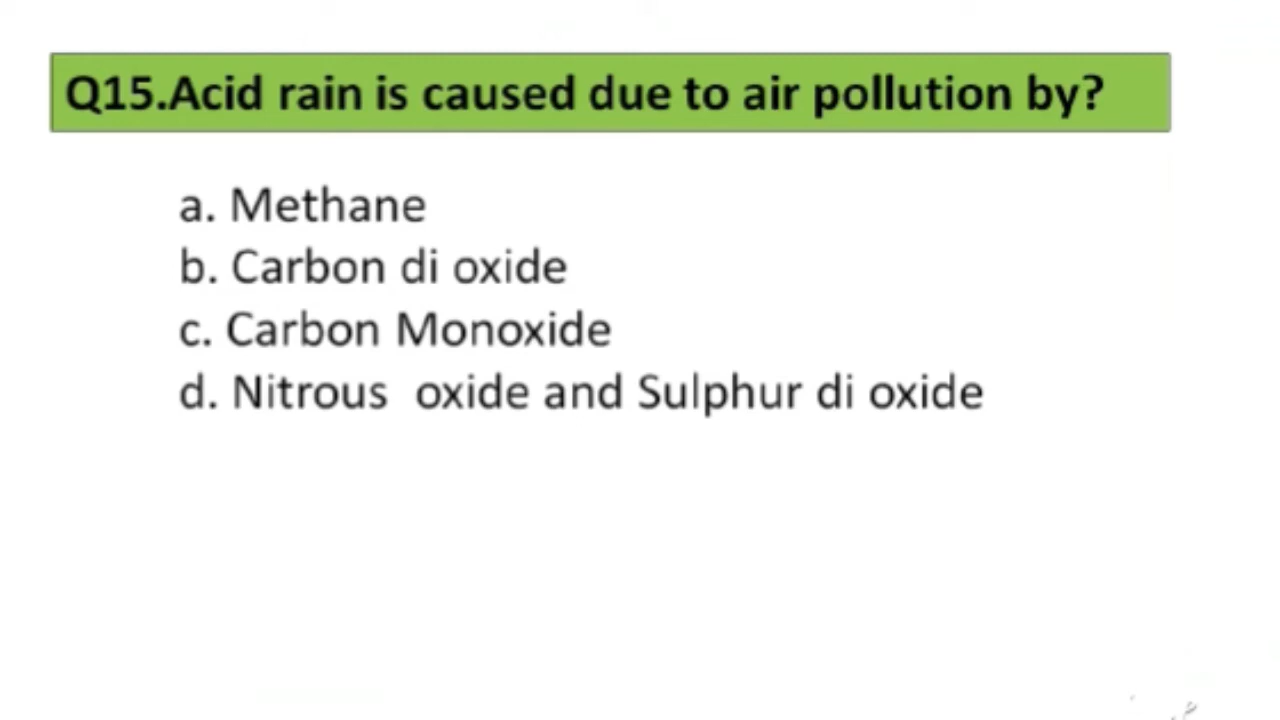 Q15.Acid rain is caused due to air pollution by?
a. Methane
b. Carbon di oxide
c. Carbon Monoxide
d. Nitrous  oxide and Sulphur di oxide